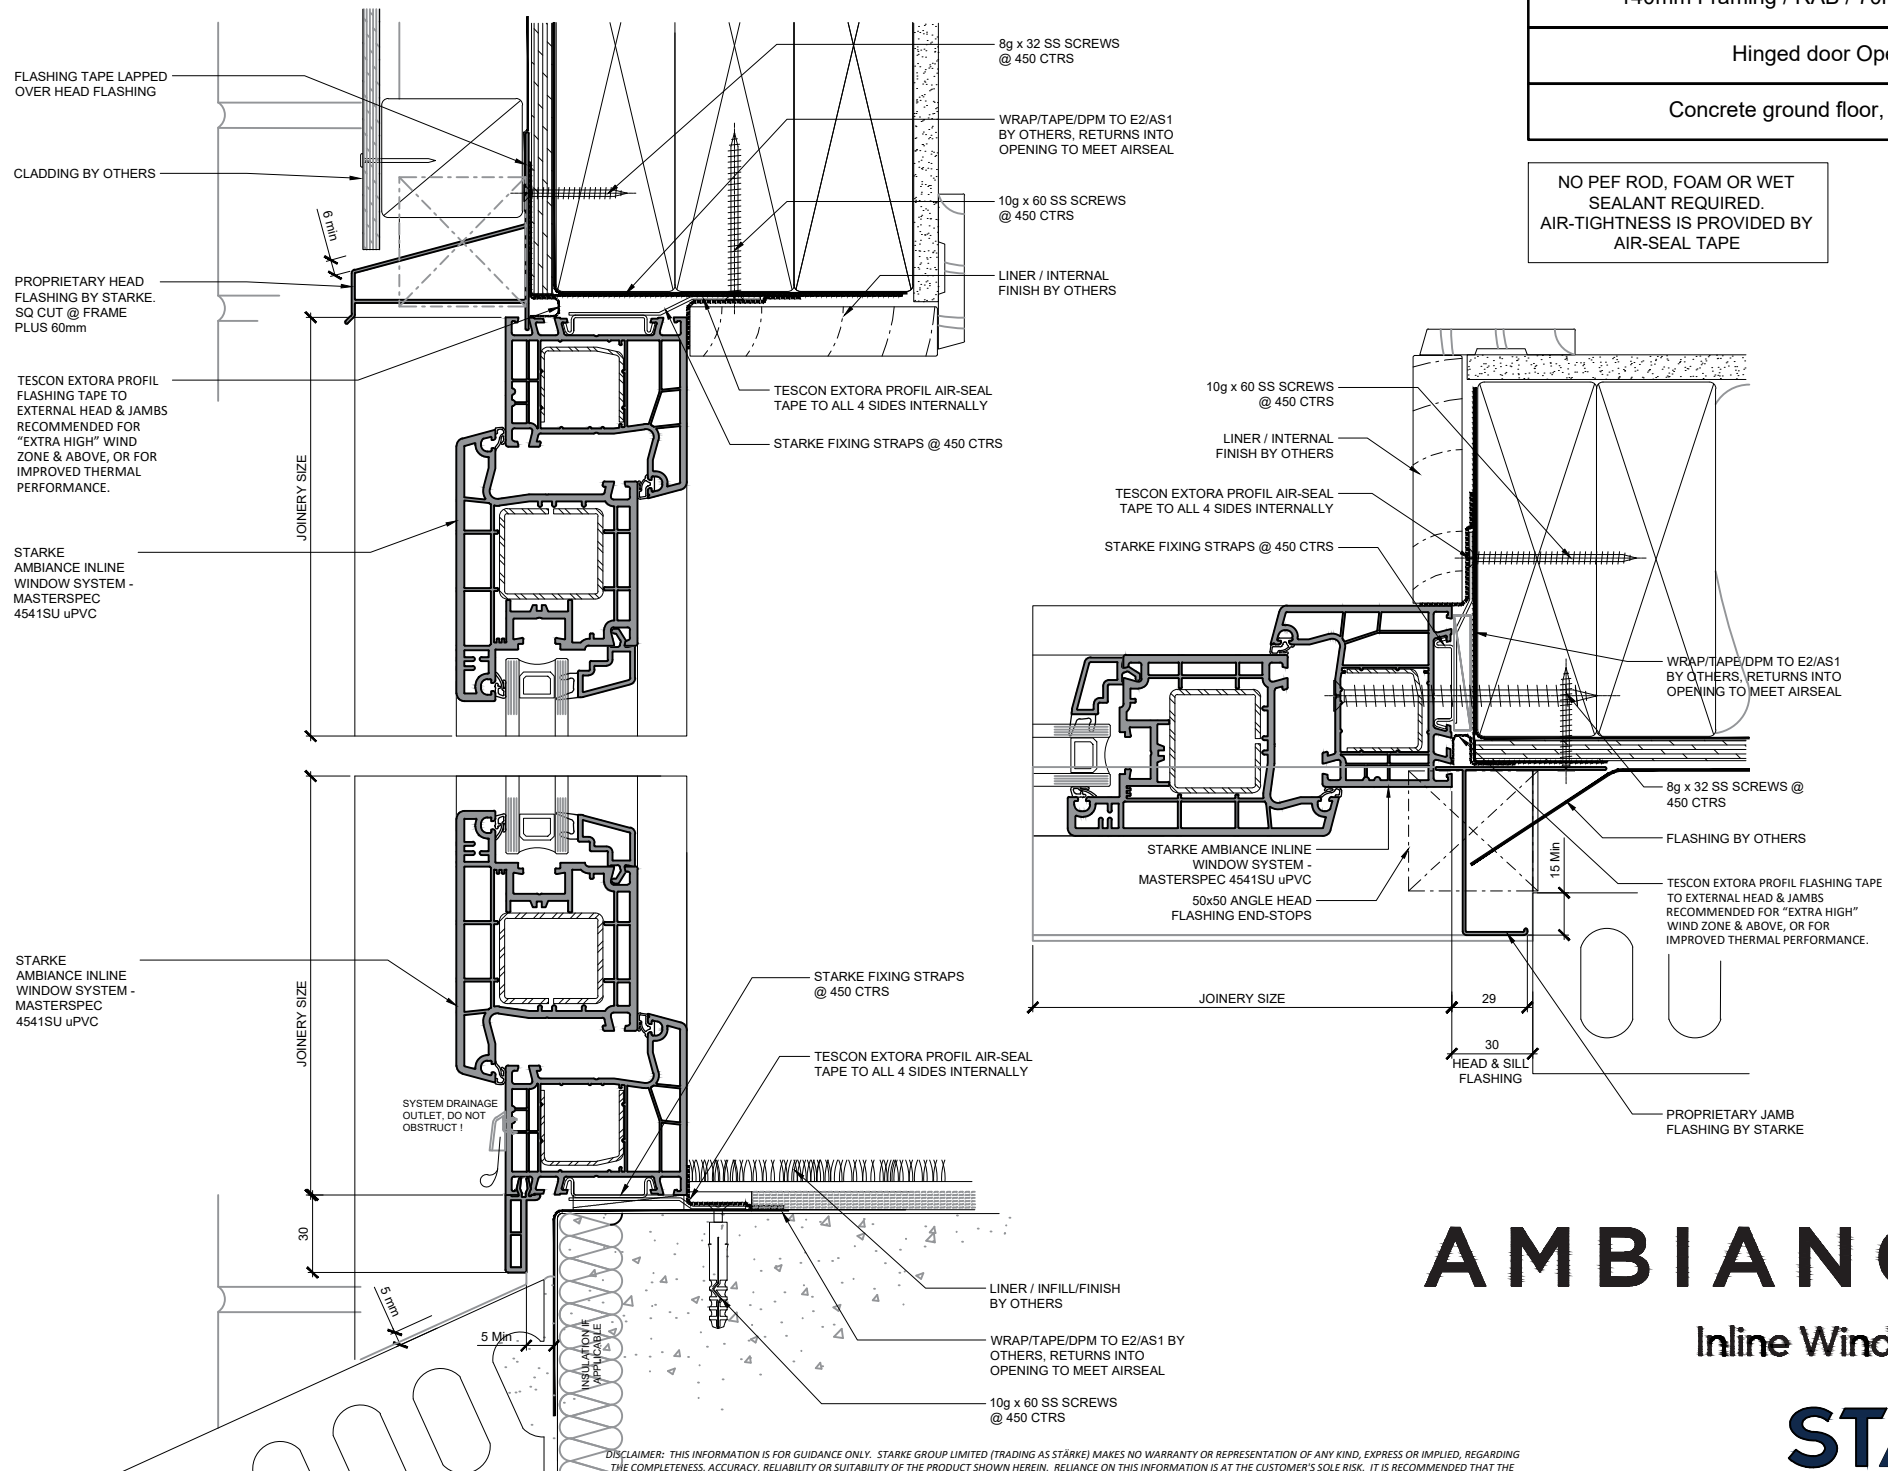 140mm Framing / RAB /
Hinged door
Concrete ground floor,
NO PEF ROD, FOAM OR WET
SEALANT REQUIRED.
AIR-TIGHTNESS IS PROVIDED BY
AIR-SEAL TAPE
8g x 32 SS SCREWS
@ 450 CTRS
FLASHING TAPE LAPPED
OVER HEAD FLASHING
WRAP/TAPE/DPM TO E2/AS1
BY OTHERS, RETURNS INTO
OPENING TO MEET AIRSEAL
CLADDING BY OTHERS
10g x 60 SS SCREWS
@ 450 CTRS
6 min
PROPRIETARY HEAD
FLASHING BY STARKE.
SQ CUT @ FRAME
PLUS 60mm
LINER / INTERNAL
FINISH BY OTHERS
TESCON EXTORA PROFIL
FLASHING TAPE TO
EXTERNAL HEAD & JAMBS
RECOMMENDED FOR
“EXTRA HIGH” WIND
ZONE & ABOVE, OR FOR
IMPROVED THERMAL
PERFORMANCE.
TESCON EXTORA PROFIL AIR-SEAL
TAPE TO ALL 4 SIDES INTERNALLY
STARKE FIXING STRAPS @ 450 CTRS
JOINERY SIZE
STARKE
AMBIANCE INLINE
WINDOW SYSTEM -
MASTERSPEC
4541SU uPVC
10g x 60 SS SCREWS
@ 450 CTRS
LINER / INTERNAL
FINISH BY OTHERS
TESCON EXTORA PROFIL AIR-SEAL
TAPE TO ALL 4 SIDES INTERNALLY
STARKE FIXING STRAPS @ 450 CTRS
WRAP/TAPE/DPM TO E2/AS1
BY OTHERS, RETURNS INTO
OPENING TO MEET AIRSEAL
8g x 32 SS SCREWS @
450 CTRS
FLASHING BY OTHERS
STARKE AMBIANCE INLINE
WINDOW SYSTEM -
MASTERSPEC 4541SU uPVC
50x50 ANGLE HEAD
FLASHING END-STOPS
15 Min
TESCON EXTORA PROFIL FLASHING TAPE
TO EXTERNAL HEAD & JAMBS
RECOMMENDED FOR “EXTRA HIGH”
WIND ZONE & ABOVE, OR FOR
IMPROVED THERMAL PERFORMANCE.
JOINERY SIZE
29
30
HEAD & SILL
FLASHING
PROPRIETARY JAMB
FLASHING BY STARKE
STARKE
AMBIANCE INLINE
WINDOW SYSTEM -
MASTERSPEC
4541SU uPVC
JOINERY SIZE
STARKE FIXING STRAPS
@ 450 CTRS
TESCON EXTORA PROFIL AIR-SEAL
TAPE TO ALL 4 SIDES INTERNALLY
SYSTEM DRAINAGE
OUTLET, DO NOT
OBSTRUCT !
30
5 mm
5 Min
INSULATION IF
APPLICABLE
LINER / INFILL/FINISH
BY OTHERS
WRAP/TAPE/DPM TO E2/AS1 BY
OTHERS, RETURNS INTO
OPENING TO MEET AIRSEAL
10g x 60 SS SCREWS
@ 450 CTRS
AMBIANC
Inline Wind
STA
DISCLAIMER: THIS INFORMATION IS FOR GUIDANCE ONLY. STARKE GROUP LIMITED (TRADING AS STÄRKE) MAKES NO WARRANTY OR REPRESENTATION OF ANY KIND, EXPRESS OR IMPLIED, REGARDING
THE COMPLETENESS, ACCURACY, RELIABILITY OR SUITABILITY OF THE PRODUCT SHOWN HEREIN. RELIANCE ON THIS INFORMATION IS AT THE CUSTOMER'S SOLE RISK. IT IS RECOMMENDED THAT THE